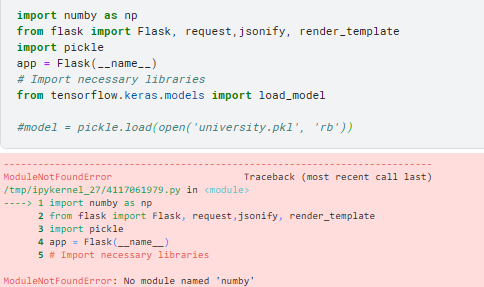 import numby as np
from flask import Flask, request,jsonify, render_template
import pickle
app = Flask(__name__)
# Import necessary libraries
from tensorflow.keras.models import load_model
#model = pickle.load(open('university.pkl', 'rb'))
---------------------------------------------------------------------------
ModuleNotFoundError Traceback (most recent call last)
/tmp/ipykernel_27/4117061979.py in <module>
----> 1 import numby as np
2 from flask import Flask, request,jsonify, render_template
3 import pickle
4 app = Flask(__name__)
5 # Import necessary libraries
ModuleNotFoundError: No module named 'numby'